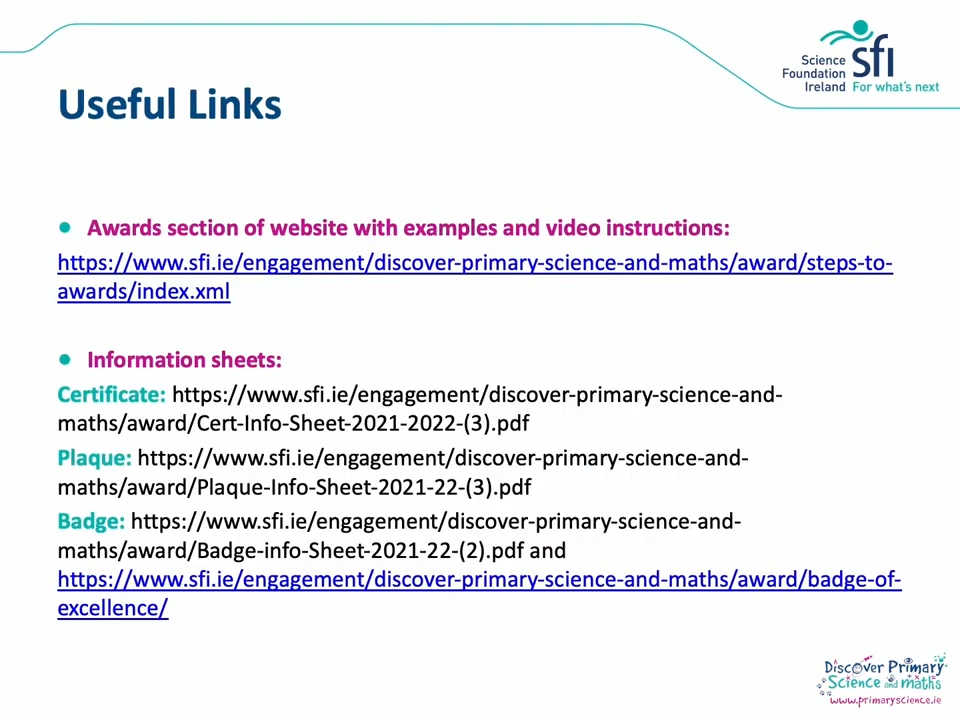 Science
Foundation
Ireland
sfi
For what's next
Useful Links
Awards section of website with examples and video instructions:
https://www.sfi.ie/engagement/discover-primary-science-and-maths/award/steps-to-
awards/index.xml
Information sheets:
Certificate: https://www.sfi.ie/engagement/discover-primary-science-and-
maths/award/Cert-Info-Sheet-2021-2022-(3).pdf
Plaque: https://www.sfi.ie/engagement/discover-primary-science-and-
maths/award/Plaque-Info-Sheet-2021-22-(3).pdf
Badge: https://www.sfi.ie/engagement/discover-primary-science-and-
maths/award/Badge-info-Sheet-2021-22-(2).pdf and
https://www.sfi.ie/engagement/discover-primary-science-and-maths/award/badge-of-
excellence/
Discover Primary
Science and maths
www.primaryscience.ie